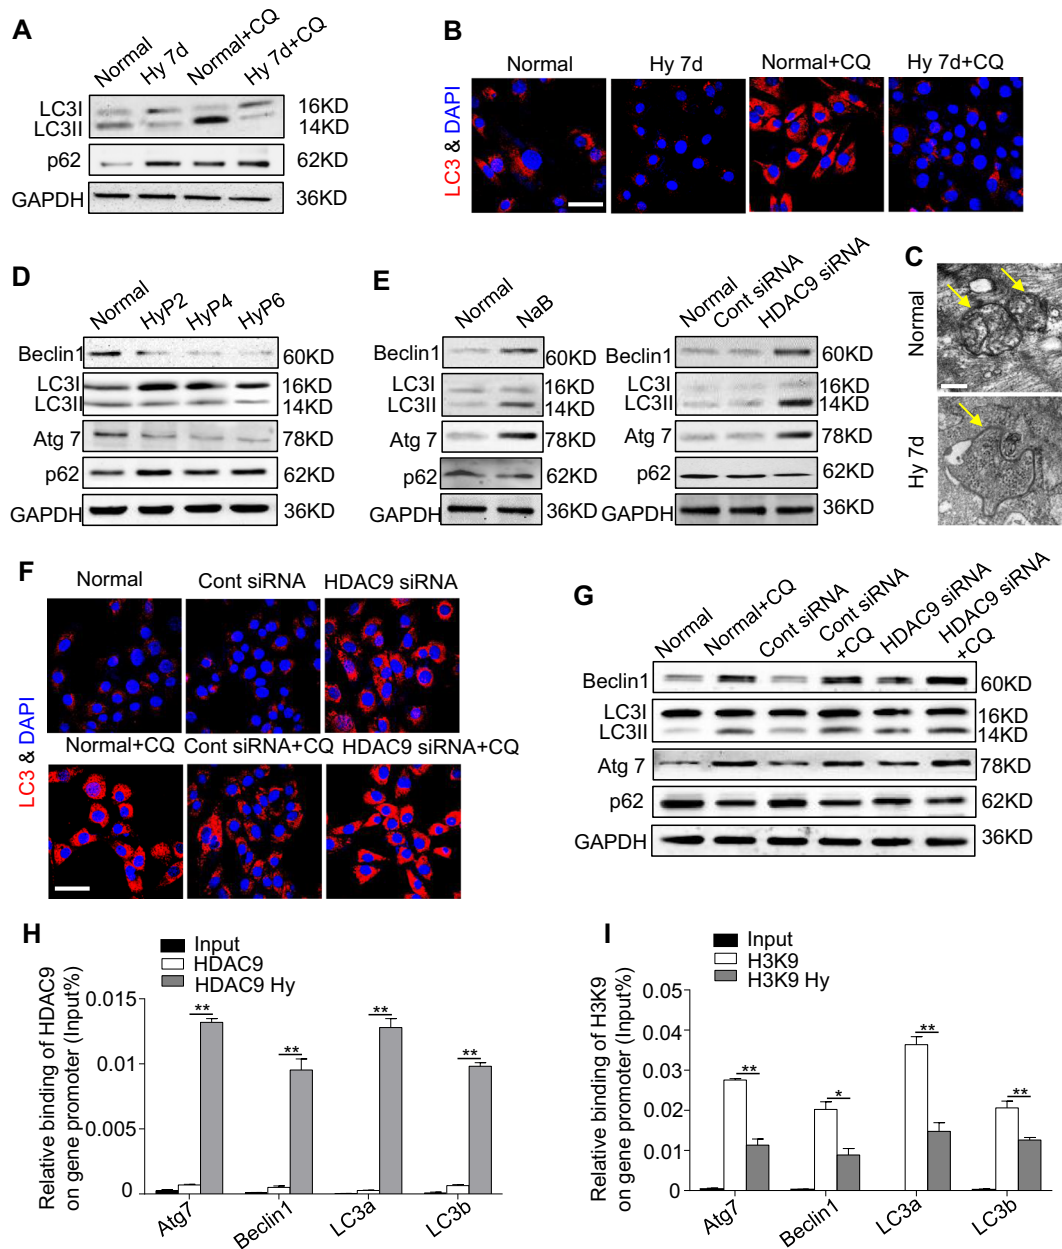 A
Normal
Hy 7d
Normal+CQ
Hy 7d+CQ
LC3I
16KD
LC3II
14KD
p62
62KD
GAPDH
36KD
B
Normal
Hy 7d
Normal+CQ
Hy 7d+CQ
LC3 & DAPI
C
Normal
Hy 7d
D
Normal
HyP2
HyP4
HyP6
Beclin1
60KD
LC3I
16KD
LC3II
14KD
Atg 7
78KD
p62
62KD
GAPDH
36KD
E
Normal
NaB
Beclin1
60KD
LC3I
16KD
LC3II
14KD
Atg 7
78KD
p62
62KD
GAPDH
36KD
Normal
Cont siRNA
HDAC9 siRNA
Beclin1
60KD
LC3I
16KD
LC3II
14KD
Atg 7
78KD
p62
62KD
GAPDH
36KD
F
Normal
Cont siRNA
HDAC9 siRNA
Normal+CQ
Cont siRNA+CQ
HDAC9 siRNA+CQ
LC3 & DAPI
G
Normal
Normal+CQ
Cont siRNA
Cont siRNA
+CQ
HDAC9 siRNA
HDAC9 siRNA
+CQ
Beclin1
60KD
LC3I
16KD
LC3II
14KD
Atg 7
78KD
p62
62KD
GAPDH
36KD
H
Input
HDAC9
HDAC9 Hy
Relative binding of HDAC9
on gene promoter (Input%)
0.015
0.01
0.005
0
**
**
**
**
Atg7
Beclin1
LC3a
LC3b
I
Input
H3K9
H3K9 Hy
Relative binding of H3K9
on gene promoter (Input%)
0.05
0.04
0.03
0.02
0.01
0
**
*
**
**
Atg7
Beclin1
LC3a
LC3b